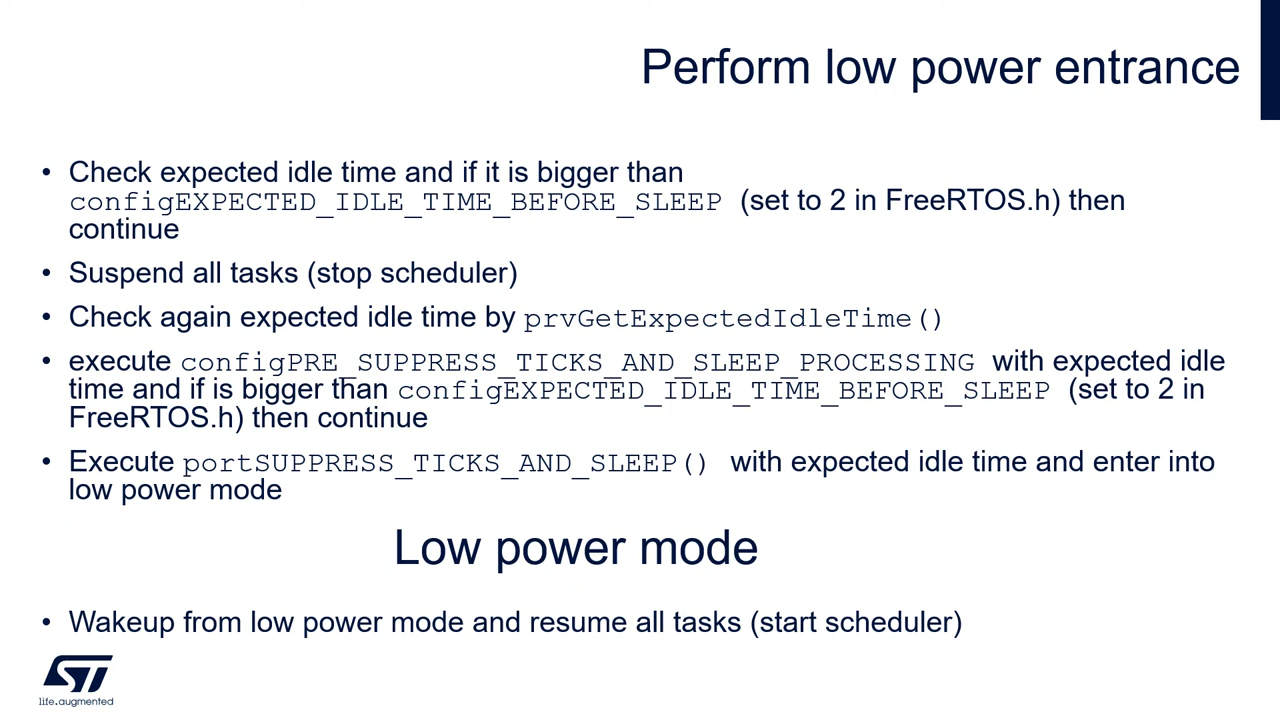 Perform low power entrance
• Check expected idle time and if it is bigger than
configEXPECTED_IDLE_TIME_BEFORE_SLEEP (set to 2 in FreeRTOS.h) then
continue
• Suspend all tasks (stop scheduler)
• Check again expected idle time by prvGetExpectedIdleTime()
• execute configPRE_SUPPRESS_TICKS_AND_SLEEP_PROCESSING with expected idle
time and if is bigger than configEXPECTED_IDLE_TIME_BEFORE_SLEEP (set to 2 in
FreeRTOS.h) then continue
• Execute portSUPPRESS_TICKS_AND_SLEEP() with expected idle time and enter into
low power mode
Low power mode
• Wakeup from low power mode and resume all tasks (start scheduler)
ST
life.augmented